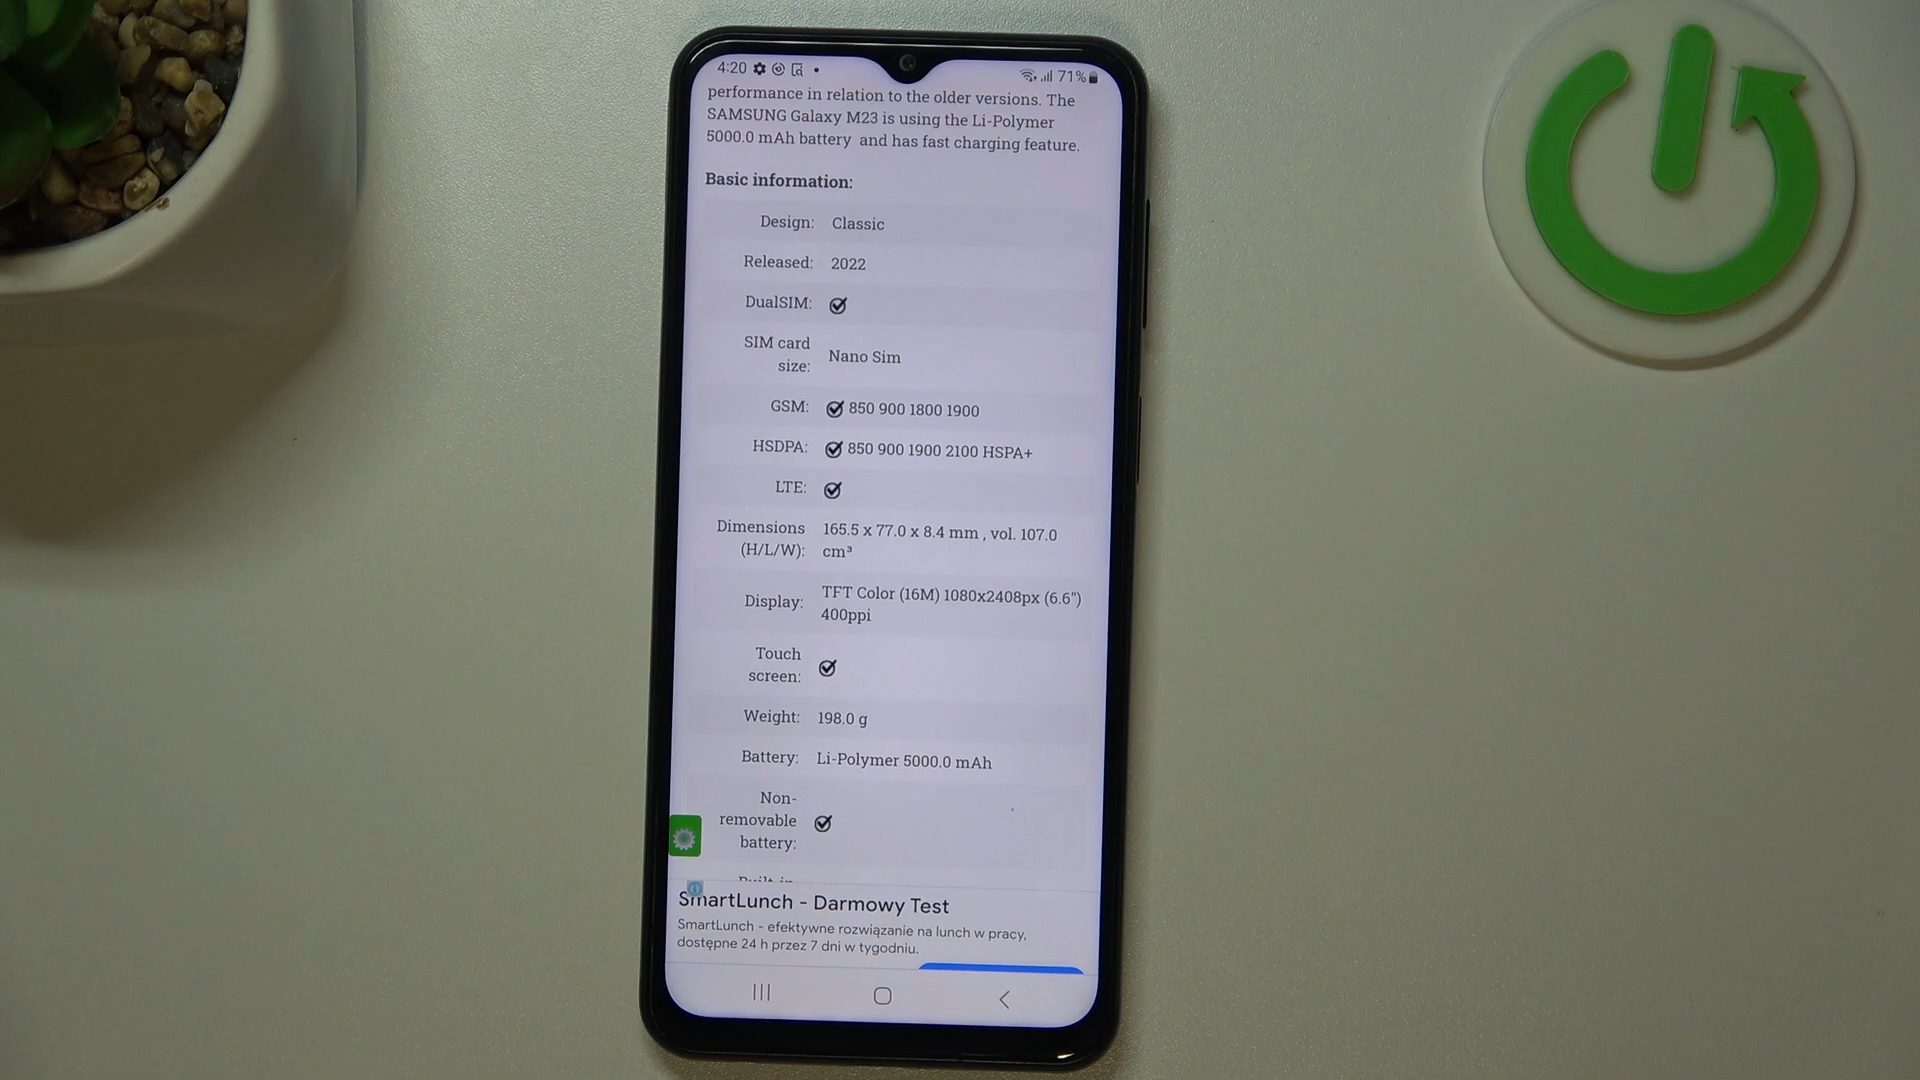 4:20
71%
performance in relation to the older versions. The
SAMSUNG Galaxy M23 is using the Li-Polymer
5000.0 mAh battery and has fast charging feature.
Basic information:
Design: Classic
Released: 2022
DualSIM:
SIM card
size: Nano Sim
GSM: 850 900 1800 1900
HSDPA: 850 900 1900 2100 HSPA+
LTE:
Dimensions
(H/L/W): 165.5 x 77.0 x 8.4 mm , vol. 107.0
cm³
Display: TFT Color (16M) 1080x2408px (6.6")
400ppi
Touch
screen:
Weight: 198.0 g
Battery: Li-Polymer 5000.0 mAh
Non-
removable
battery:
SmartLunch - Darmowy Test
SmartLunch - efektywne rozwiązanie na lunch w pracy,
dostępne 24 h przez 7 dni w tygodniu.